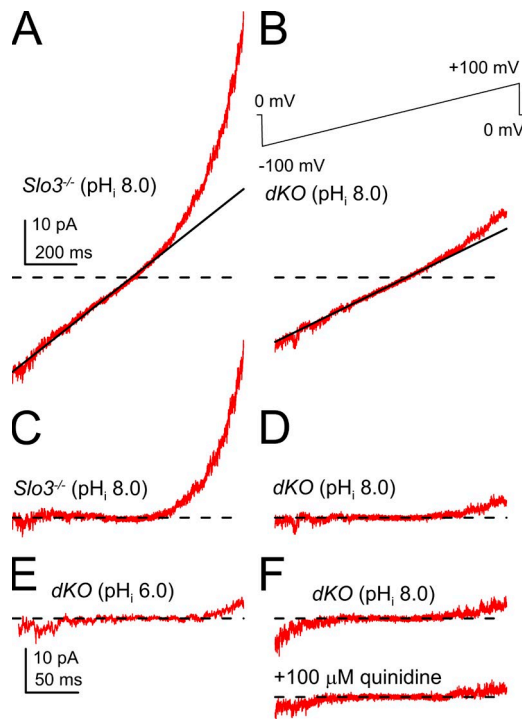 A
B
+100 mV
0 mV
0 mV
-100 mV
Slo3-/- (pHi 8.0)
dKO (pHi 8.0)
10 pA
200 ms
C
D
Slo3-/- (pHi 8.0)
dKO (pHi 8.0)
E
F
dKO (pHi 6.0)
dKO (pHi 8.0)
10 pA
50 ms
+100 μM quinidine